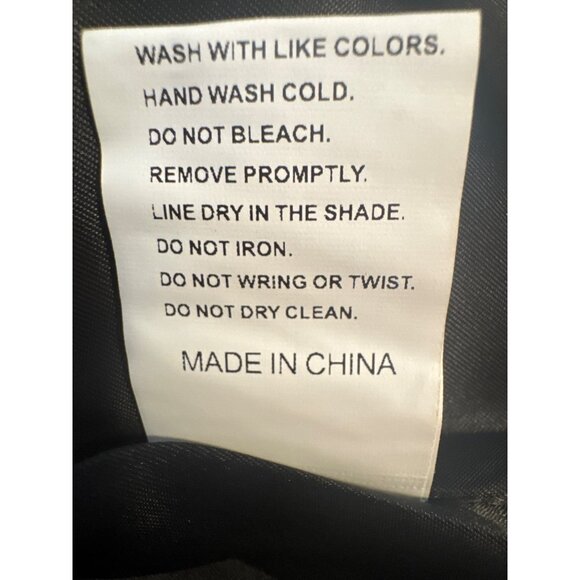 WASH WITH LIKE COLORS.
HAND WASH COLD.
DO NOT BLEACH.
REMOVE PROMPTLY.
LINE DRY IN THE SHADE.
DO NOT IRON.
DO NOT WRING OR TWIST.
DO NOT DRY CLEAN.
MADE IN CHINA